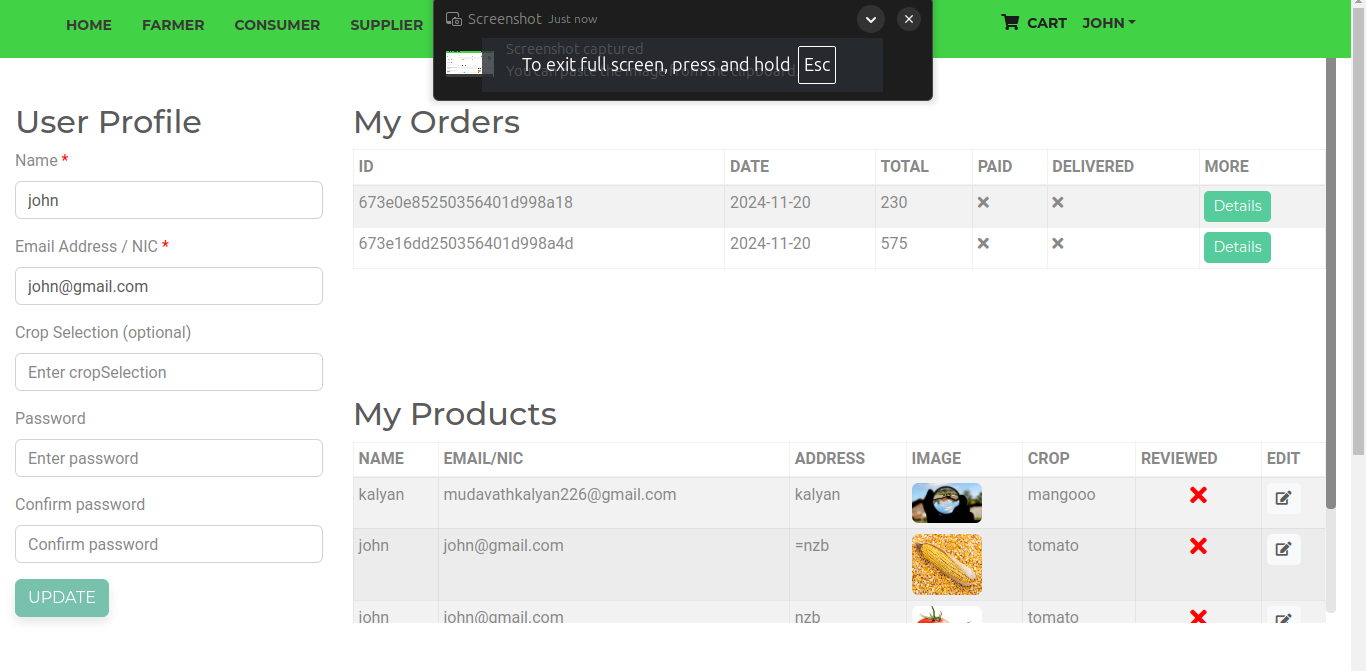 HOME FARMER CONSUMER SUPPLIER CART JOHN
Screenshot Just now
Screenshot captured
You can paste the image from the clipboard.
To exit full screen, press and hold Esc
User Profile
Name *
john
Email Address / NIC *
john@gmail.com
Crop Selection (optional)
Enter cropSelection
Password
Enter password
Confirm password
Confirm password
UPDATE
My Orders
ID DATE TOTAL PAID DELIVERED MORE
673e0e85250356401d998a18 2024-11-20 230 Details
673e16dd250356401d998a4d 2024-11-20 575 Details
My Products
NAME EMAIL/NIC ADDRESS IMAGE CROP REVIEWED EDIT
kalyan mudavathkalyan226@gmail.com kalyan mangooo
john john@gmail.com =nzb tomato
john john@gmail.com nzb tomato